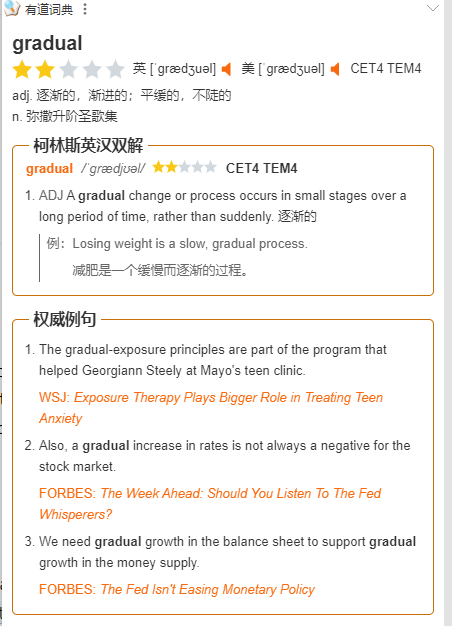 有道词典
gradual
英 [ˈɡrædʒuəl] 美 [ˈɡrædʒuəl] CET4 TEM4
adj. 逐渐的，渐进的；平缓的，不陡的
n. 弥撒升阶圣歌集
柯林斯英汉双解
gradual /ˈɡrædjʊəl/ CET4 TEM4
1. ADJ A gradual change or process occurs in small stages over a
long period of time, rather than suddenly. 逐渐的
例：Losing weight is a slow, gradual process.
减肥是一个缓慢而逐渐的过程。
权威例句
1. The gradual-exposure principles are part of the program that
helped Georgiann Steely at Mayo's teen clinic.
WSJ: Exposure Therapy Plays Bigger Role in Treating Teen
Anxiety
2. Also, a gradual increase in rates is not always a negative for the
stock market.
FORBES: The Week Ahead: Should You Listen To The Fed
Whisperers?
3. We need gradual growth in the balance sheet to support gradual
growth in the money supply.
FORBES: The Fed Isn't Easing Monetary Policy